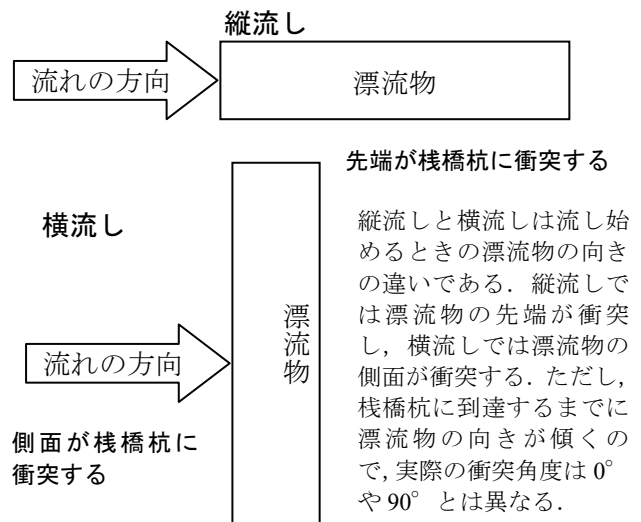 縦流し
流れの方向
漂流物
先端が桟橋杭に衝突する
横流し
流れの方向
漂流物
側面が桟橋杭に
衝突する
縦流しと横流しは流し始
めるときの漂流物の向き
の違いである．縦流しで
は漂流物の先端が衝突
し，横流しでは漂流物の
側面が衝突する．ただし，
桟橋杭に到達するまでに
漂流物の向きが傾くの
で，実際の衝突角度は 0°
や 90° とは異なる．